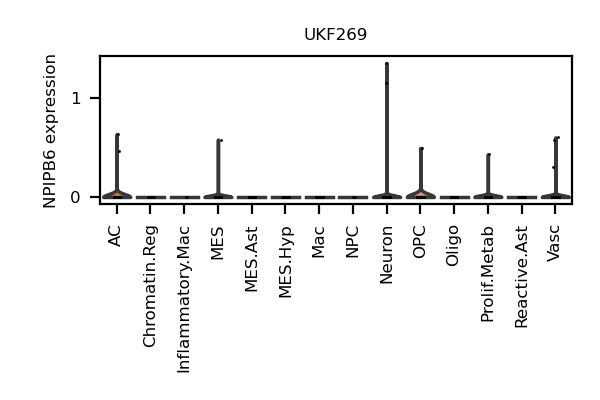 UKF269
NPIPB6 expression
1
0
AC
Chromatin.Reg
Inflammatory.Mac
MES
MES.Ast
MES.Hyp
Mac
NPC
Neuron
OPC
Oligo
Prolif.Metab
Reactive.Ast
Vasc